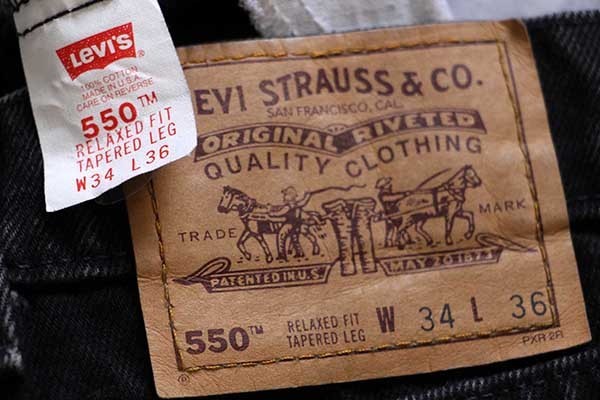 LEVI'S ®
100% COTTON
MADE IN U.S.A.
CARE ON REVERSE
550™
RELAXED FIT
TAPERED LEG
W34 L36
EVI STRAUSS & CO.
SAN FRANCISCO, CAL.
ORIGINAL RIVETED
QUALITY CLOTHING
TRADE MARK
PATENTED IN U.S. MAY 20 1873
550™ RELAXED FIT TAPERED LEG W 34 L 36
PXR 2R
℗